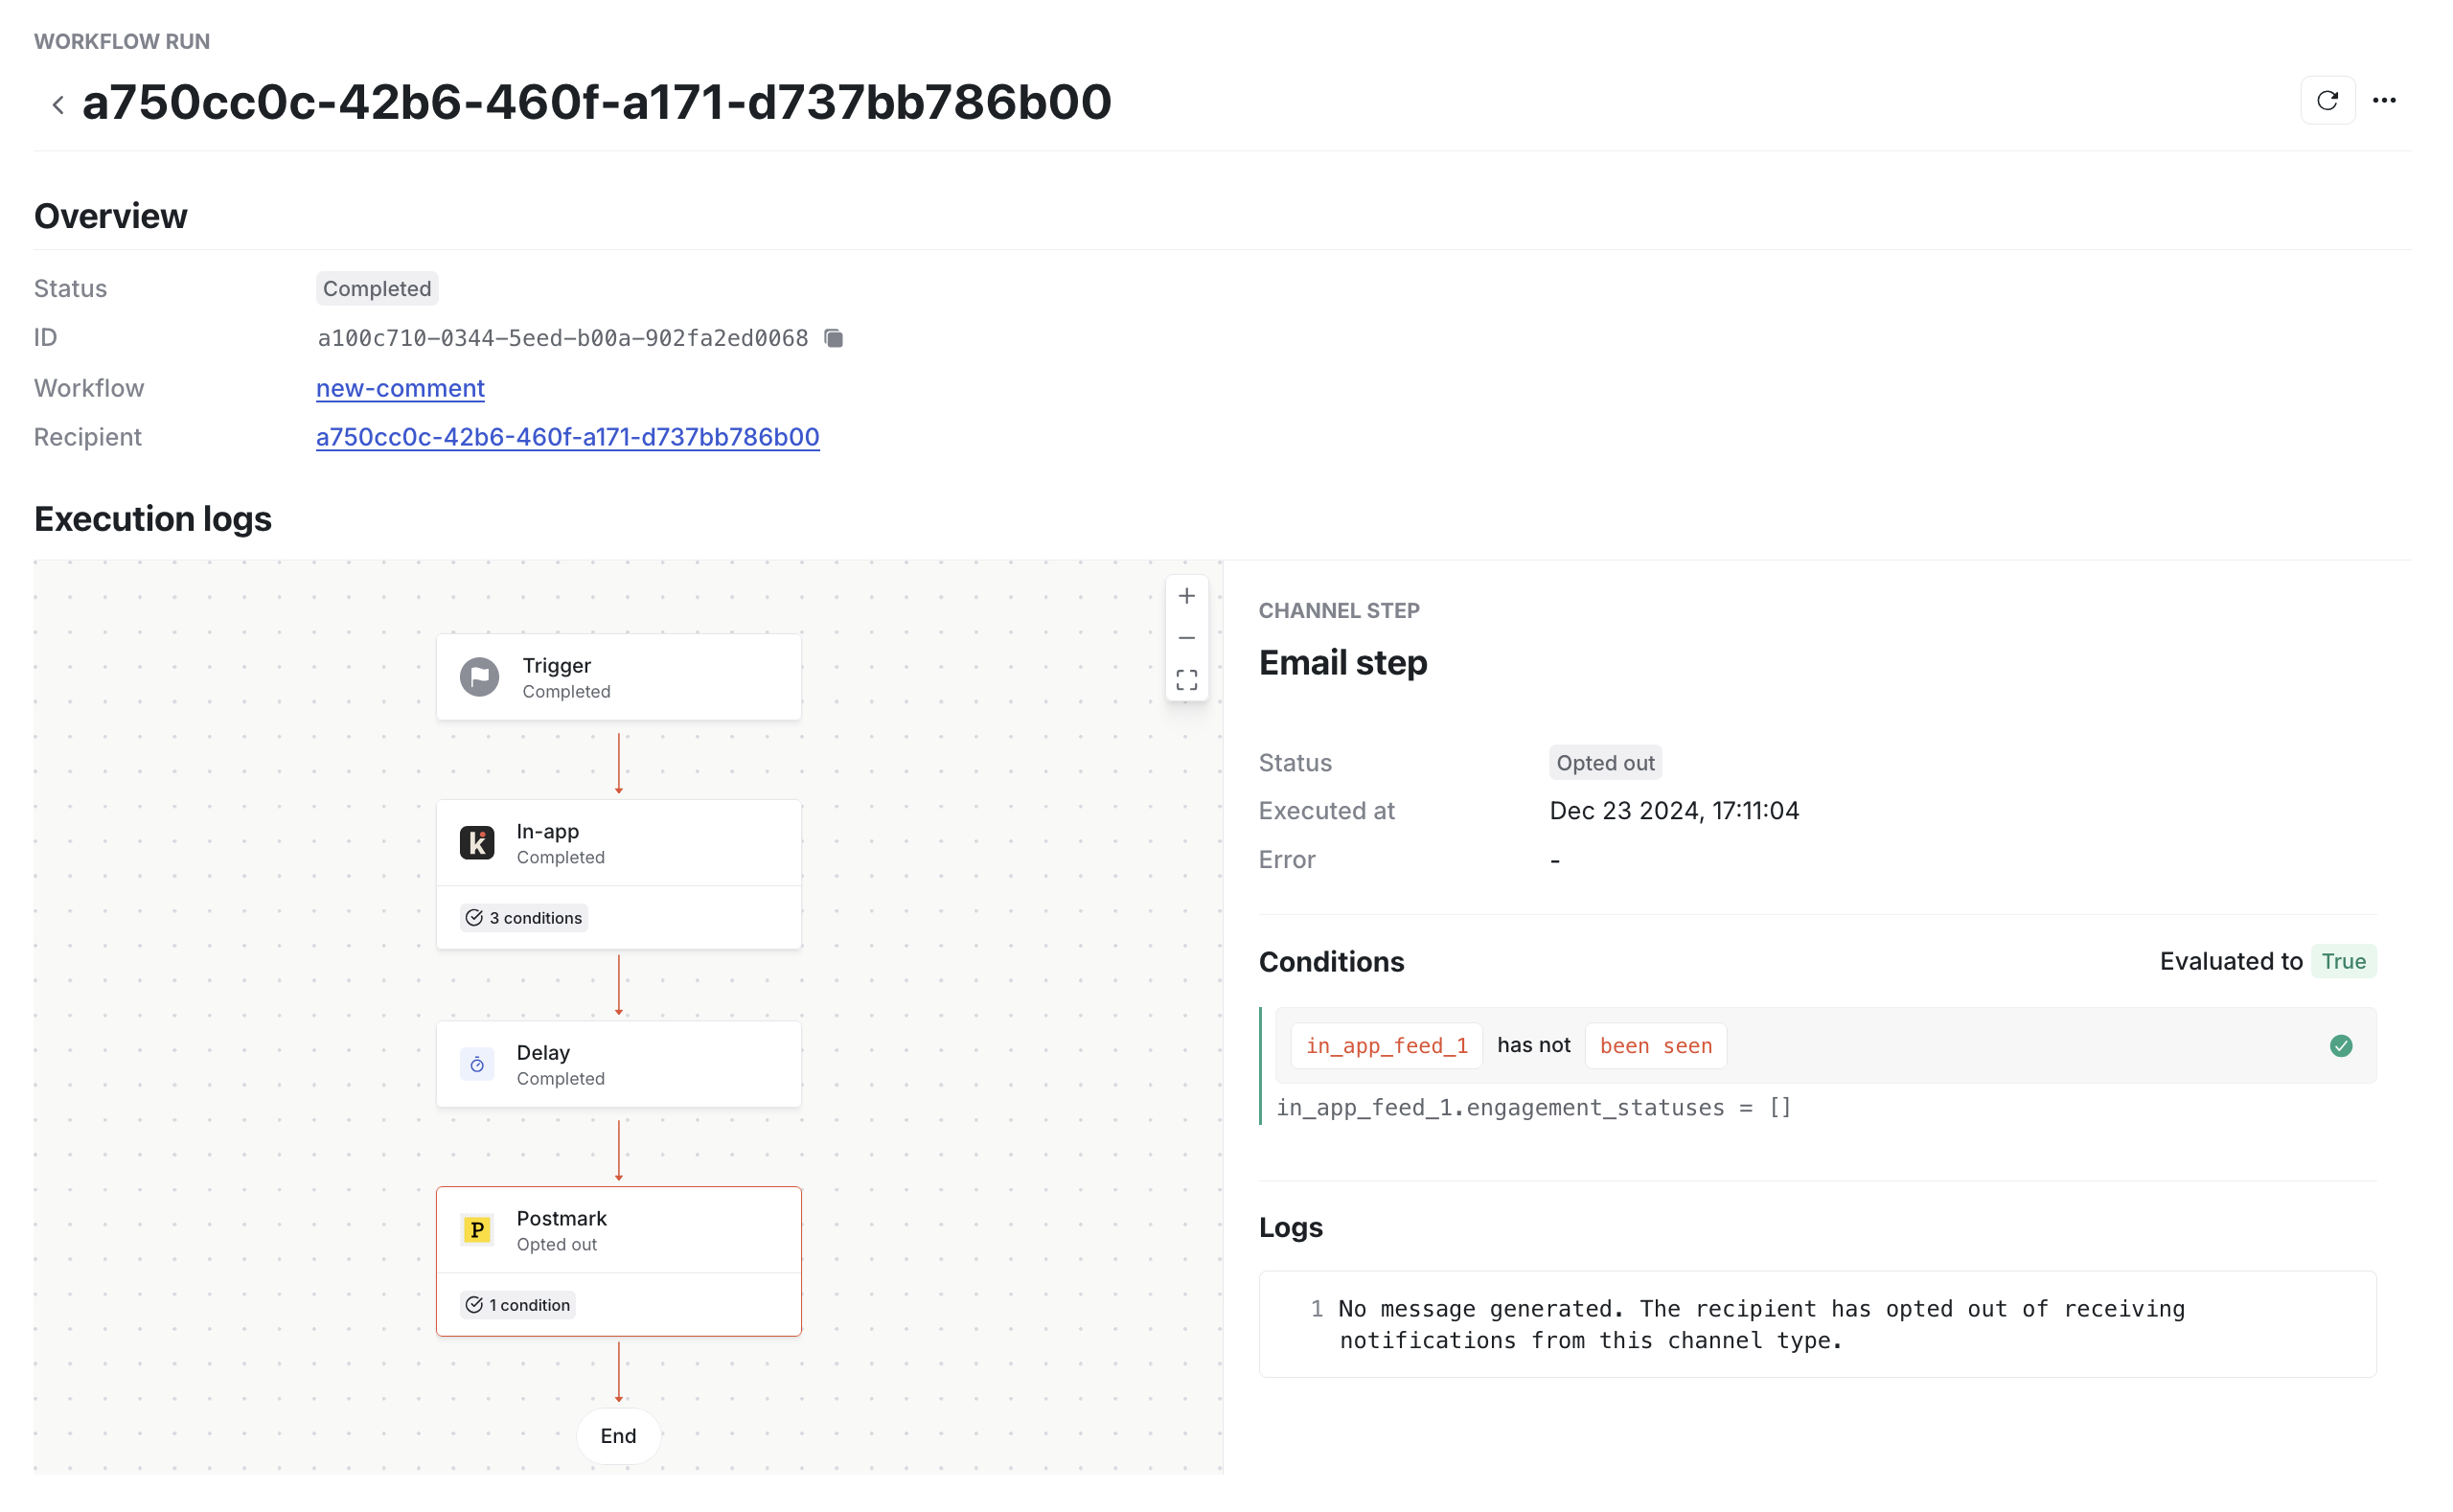 WORKFLOW RUN
a750cc0c-42b6-460f-a171-d737bb786b00
Overview
Status Completed
ID a100c710-0344-5eed-b00a-902fa2ed0068
Workflow new-comment
Recipient a750cc0c-42b6-460f-a171-d737bb786b00
Execution logs
Trigger
Completed
In-app
Completed
3 conditions
Delay
Completed
P
Postmark
Opted out
1 condition
End
CHANNEL STEP
Email step
Status Opted out
Executed at Dec 23 2024, 17:11:04
Error -
Conditions Evaluated to True
in_app_feed_1 has not been seen
in_app_feed_1.engagement_statuses = []
Logs
1 No message generated. The recipient has opted out of receiving
notifications from this channel type.